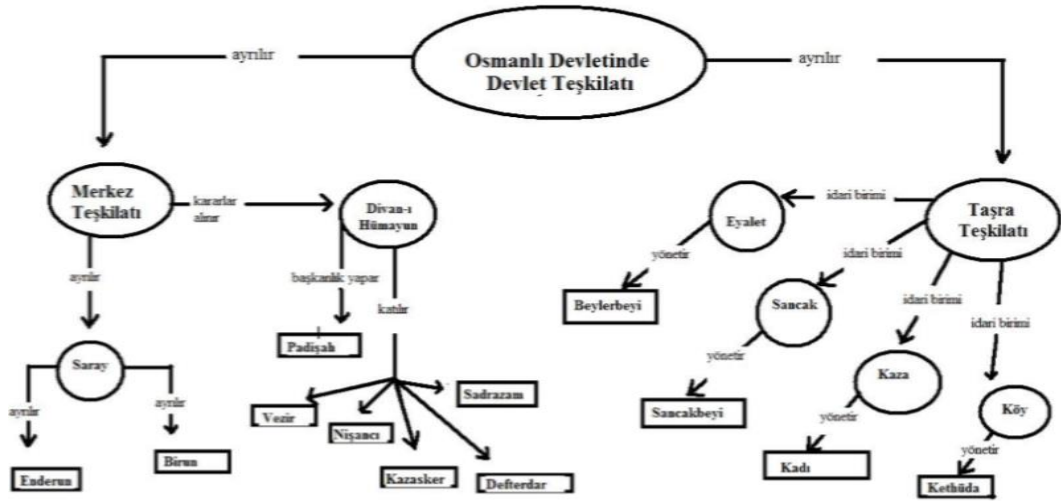 Osmanlı Devletinde
Devlet Teşkilatı
ayrılır
ayrılır
Merkez
Teşkilatı
kararlar
alınır
Divan-ı
Hümayun
ayrılır
Saray
ayrılır
ayrılır
Enderun
Birun
başkanlık yapar
Padişah
katılır
Vezir
Nişancı
Kazasker
Defterdar
Sadrazam
Taşra
Teşkilatı
idari birimi
Eyalet
yönetir
Beylerbeyi
idari birimi
Sancak
yönetir
Sancakbeyi
idari birimi
Kaza
yönetir
Kadı
idari birimi
Köy
yönetir
Kethüda